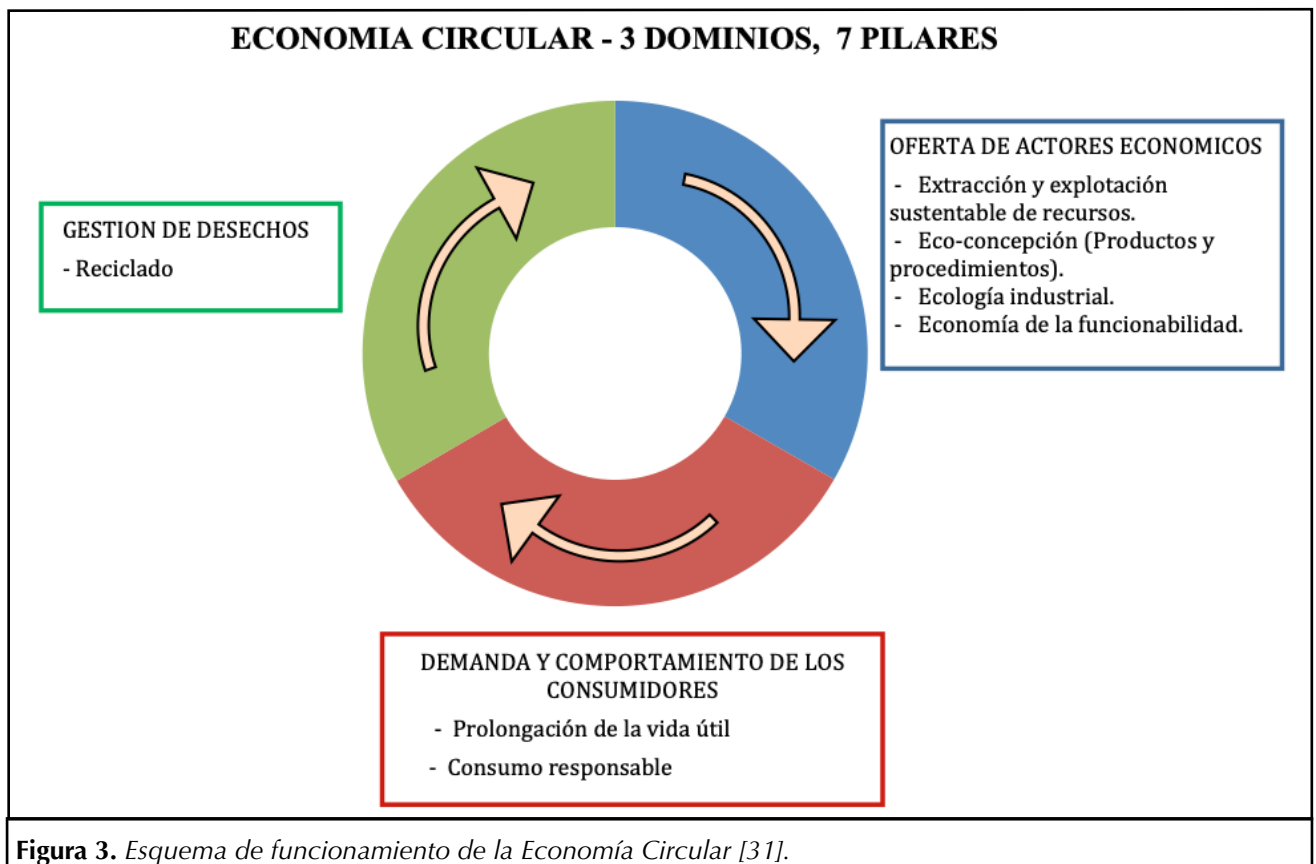 ECONOMIA CIRCULAR - 3 DOMINIOS, 7 PILARES
GESTION DE DESECHOS
- Reciclado
OFERTA DE ACTORES ECONOMICOS
- Extracción y explotación
sustentable de recursos.
- Eco-concepción (Productos y
procedimientos).
- Ecología industrial.
- Economía de la funcionabilidad.
DEMANDA Y COMPORTAMIENTO DE LOS
CONSUMIDORES
- Prolongación de la vida útil
- Consumo responsable
Figura 3. Esquema de funcionamiento de la Economía Circular [31].